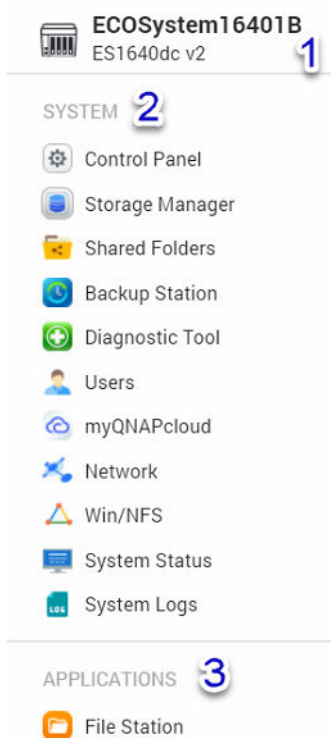 ECOSystem16401B
ES1640dc v2
1
SYSTEM 2
Control Panel
Storage Manager
Shared Folders
Backup Station
Diagnostic Tool
Users
myQNAPcloud
Network
Win/NFS
System Status
LOG System Logs
APPLICATIONS 3
File Station